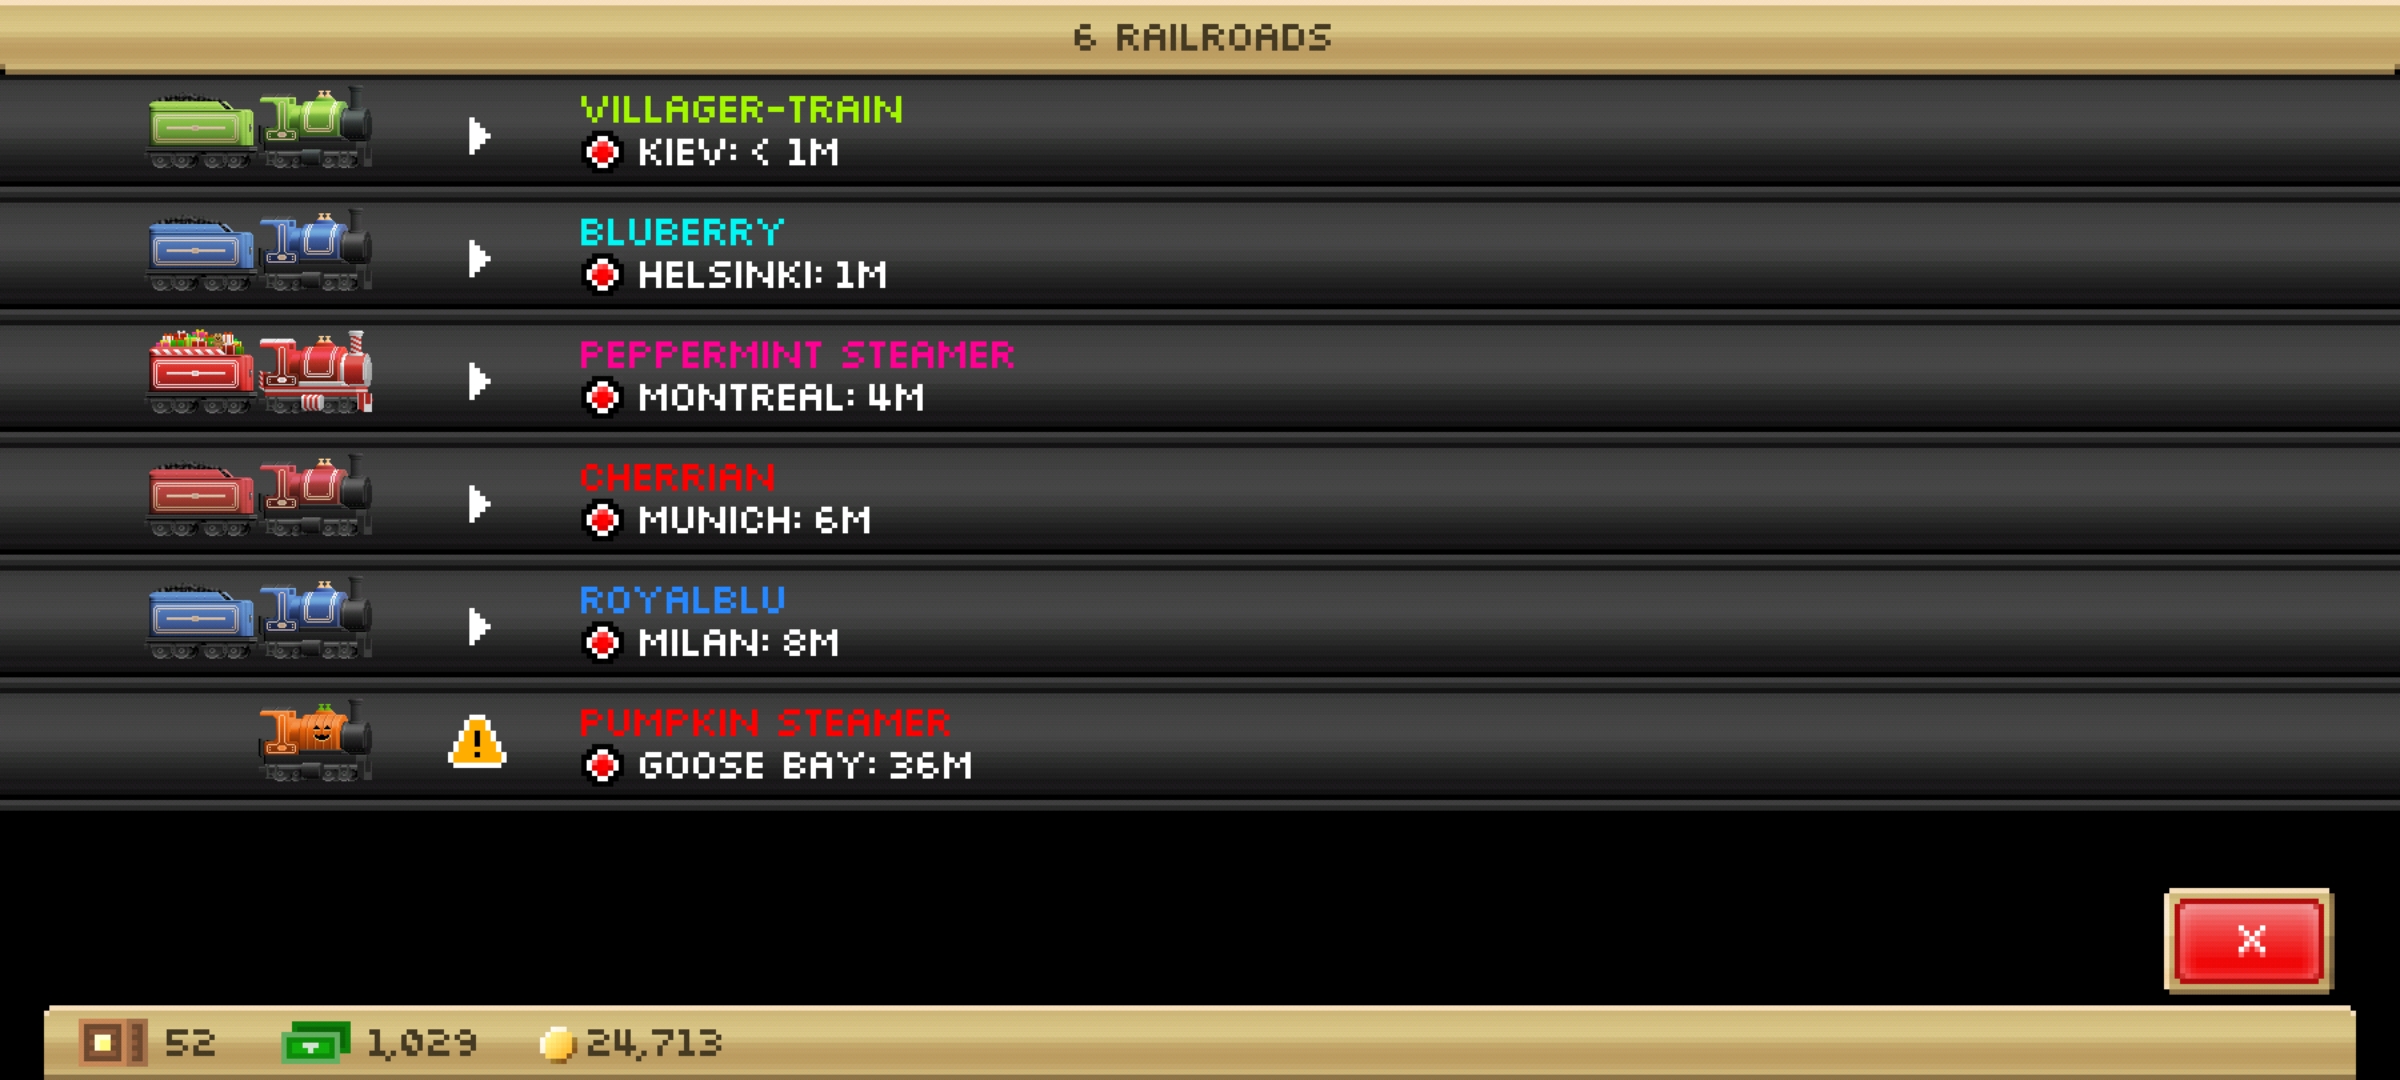 6 RAILROADS
VILLAGER-TRAIN
KIEV: < 1M
BLUBERRY
HELSINKI: 1M
PEPPERMINT STEAMER
MONTREAL: 4M
CHERRIAN
MUNICH: 6M
ROYALBLU
MILAN: 8M
PUMPKIN STEAMER
GOOSE BAY: 36M
X
52 1,029 24,713